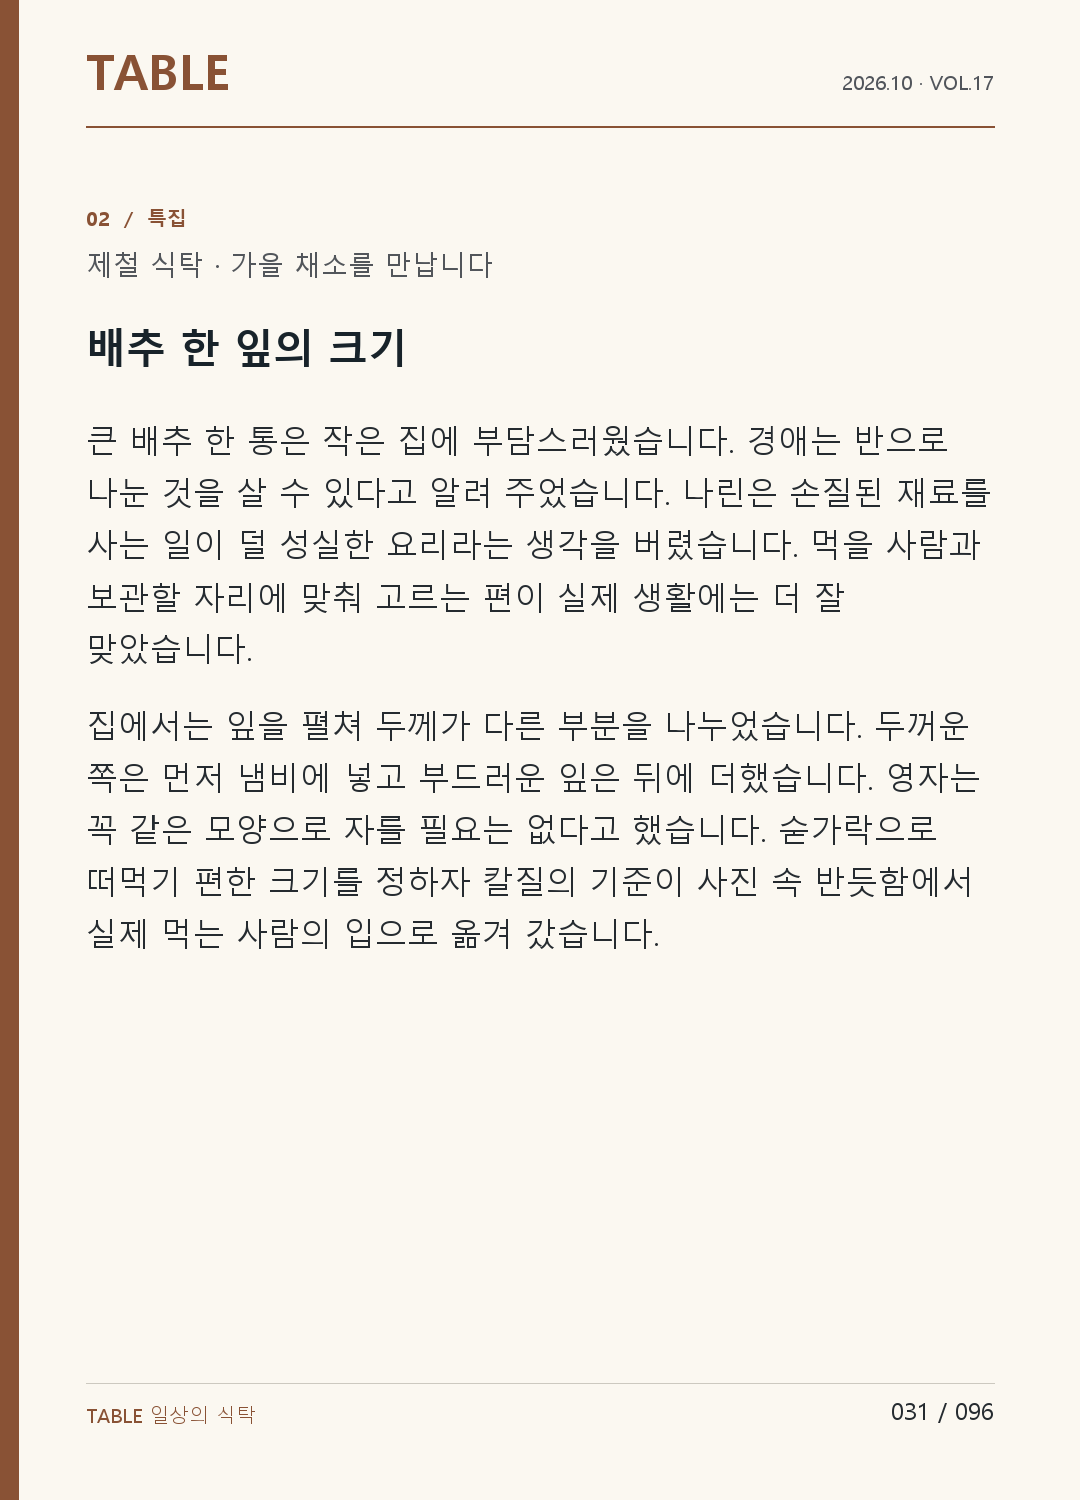 TABLE
2026.10 · VOL.17
02 / 특집
제철 식탁 · 가을 채소를 만납니다
배추 한 잎의 크기
큰 배추 한 통은 작은 집에 부담스러웠습니다. 경애는 반으로
나눈 것을 살 수 있다고 알려 주었습니다. 나린은 손질된 재료를
사는 일이 덜 성실한 요리라는 생각을 버렸습니다. 먹을 사람과
보관할 자리에 맞춰 고르는 편이 실제 생활에는 더 잘
맞았습니다.
집에서는 잎을 펼쳐 두께가 다른 부분을 나누었습니다. 두꺼운
쪽은 먼저 냄비에 넣고 부드러운 잎은 뒤에 더했습니다. 영자는
꼭 같은 모양으로 자를 필요는 없다고 했습니다. 숟가락으로
떠먹기 편한 크기를 정하자 칼질의 기준이 사진 속 반듯함에서
실제 먹는 사람의 입으로 옮겨 갔습니다.
TABLE 일상의 식탁
031 / 096